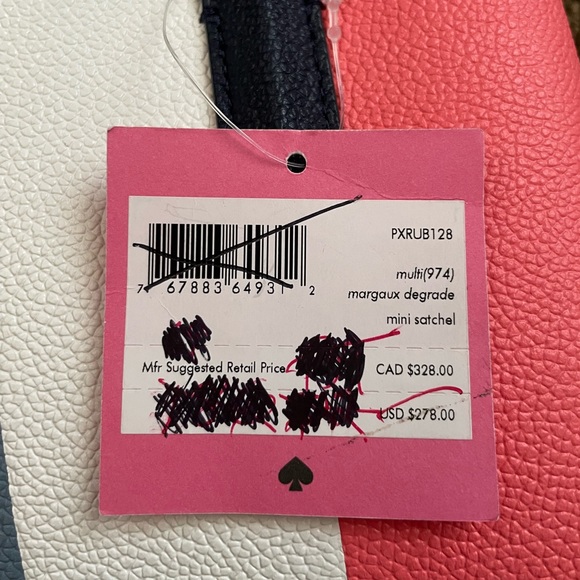 PXRUB128
7 67883 64931 2
multi(974)
margaux degrade
mini satchel
Mfr Suggested Retail Price CAD $328.00
USD $278.00